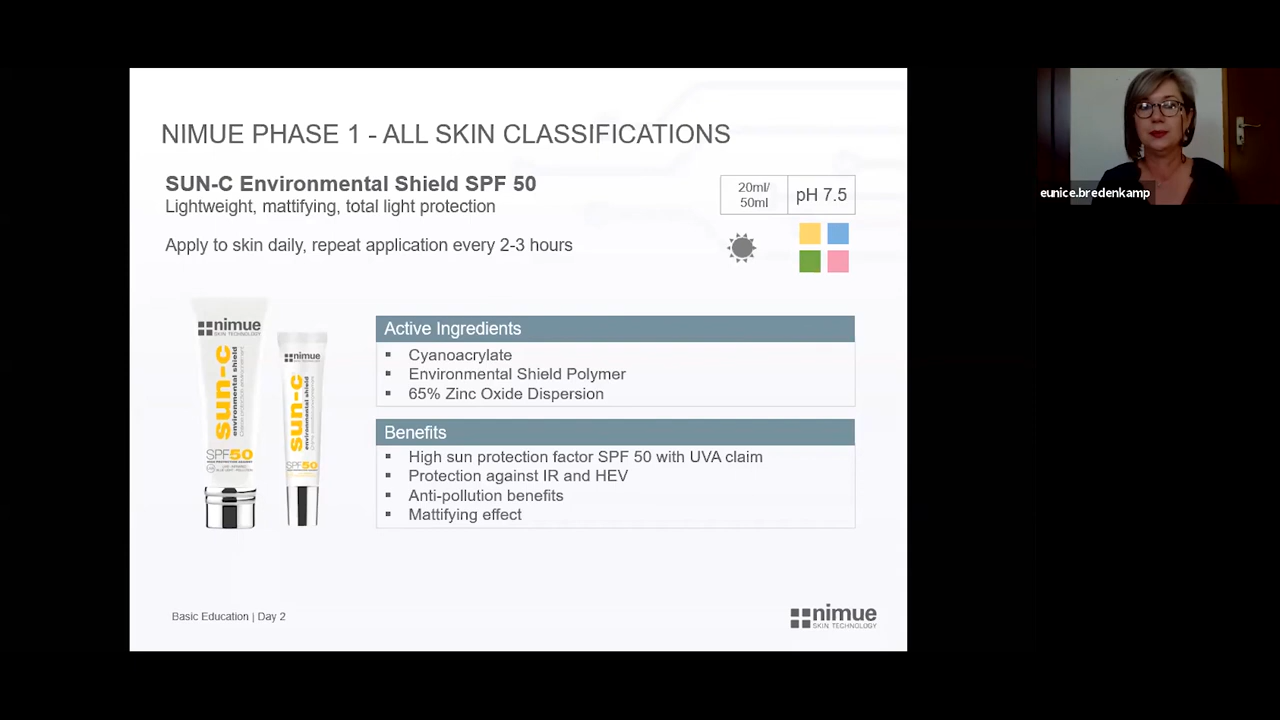 NIMUE PHASE 1 - ALL SKIN CLASSIFICATIONS
SUN-C Environmental Shield SPF 50
Lightweight, mattifying, total light protection
Apply to skin daily, repeat application every 2-3 hours
20ml/
50ml
pH 7.5
nimue
SKIN TECHNOLOGY
sun-c
environmental shield
SPF50
nimue
sun-c
environmental shield
SPF50
Active Ingredients
▪ Cyanoacrylate
▪ Environmental Shield Polymer
▪ 65% Zinc Oxide Dispersion
Benefits
▪ High sun protection factor SPF 50 with UVA claim
▪ Protection against IR and HEV
▪ Anti-pollution benefits
▪ Mattifying effect
Basic Education | Day 2
nimue
SKIN TECHNOLOGY
eunice.bredenkamp